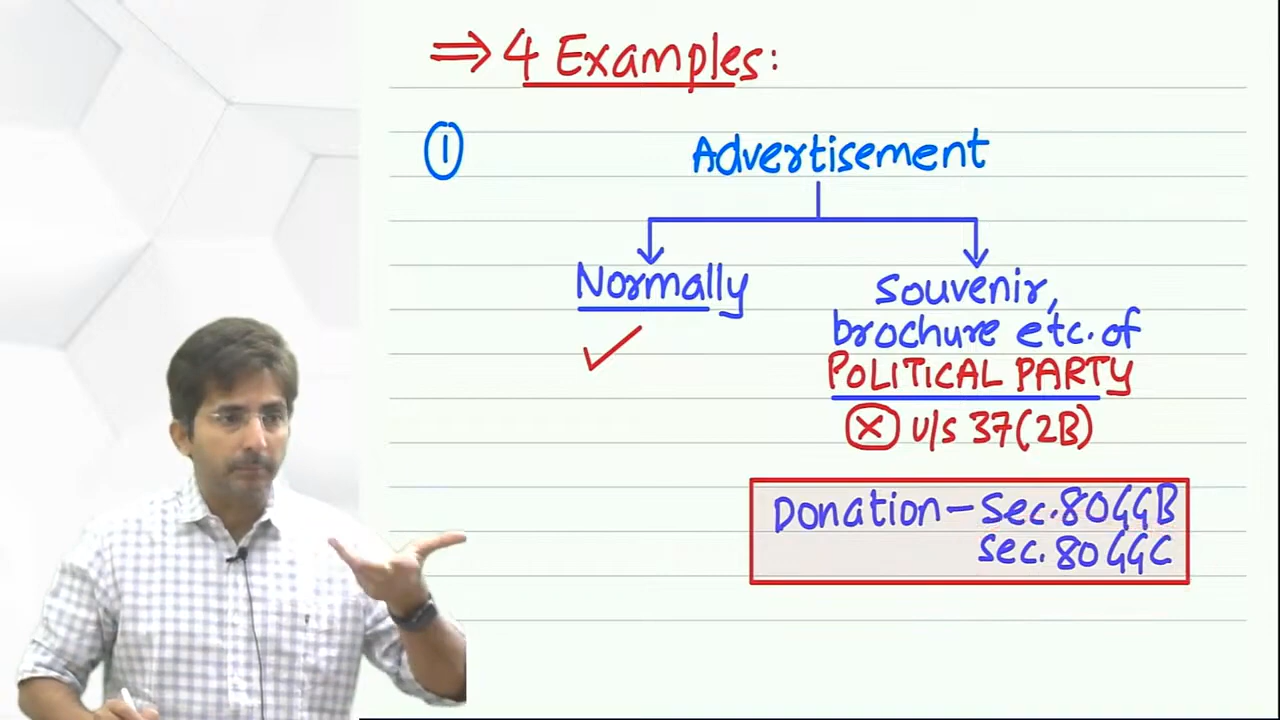 ⇒ 4 Examples:
① Advertisement
Normally
✓
Souvenir,
brochure etc. of
POLITICAL PARTY
ⓧ u/s 37(2B)
Donation – Sec. 80GGB
Sec. 80GGC